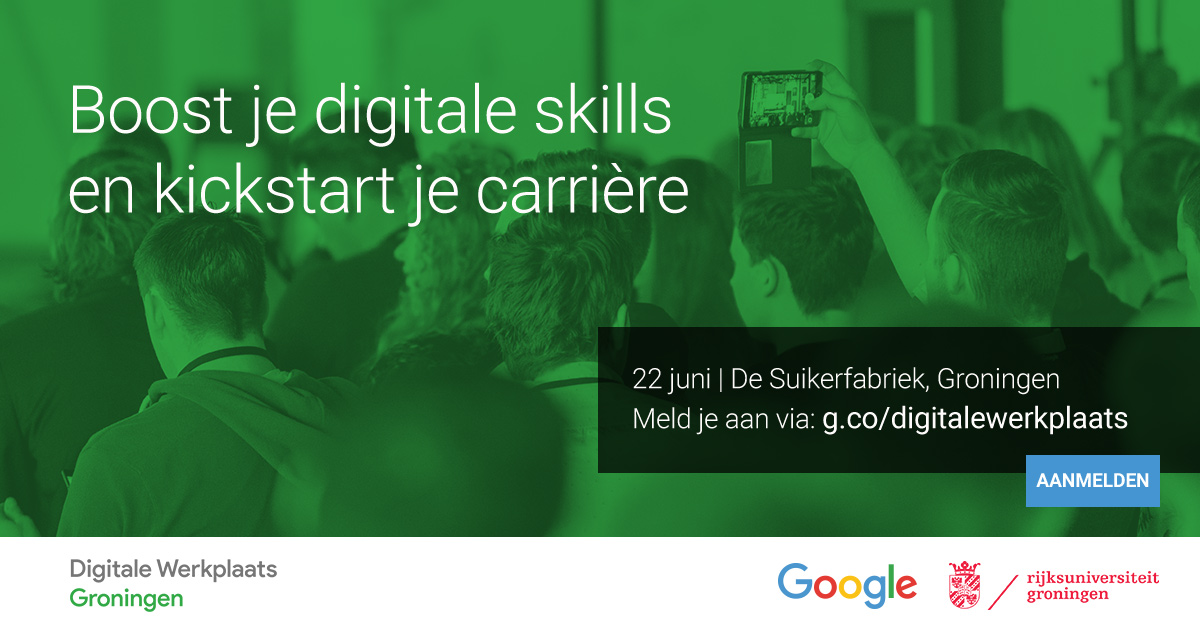 Boost je digitale skills
en kickstart je carrière
22 juni | De Suikerfabriek, Groningen
Meld je aan via: g.co/digitalewerkplaats
AANMELDEN
Digitale Werkplaats
Groningen
Google
rijksuniversiteit
groningen